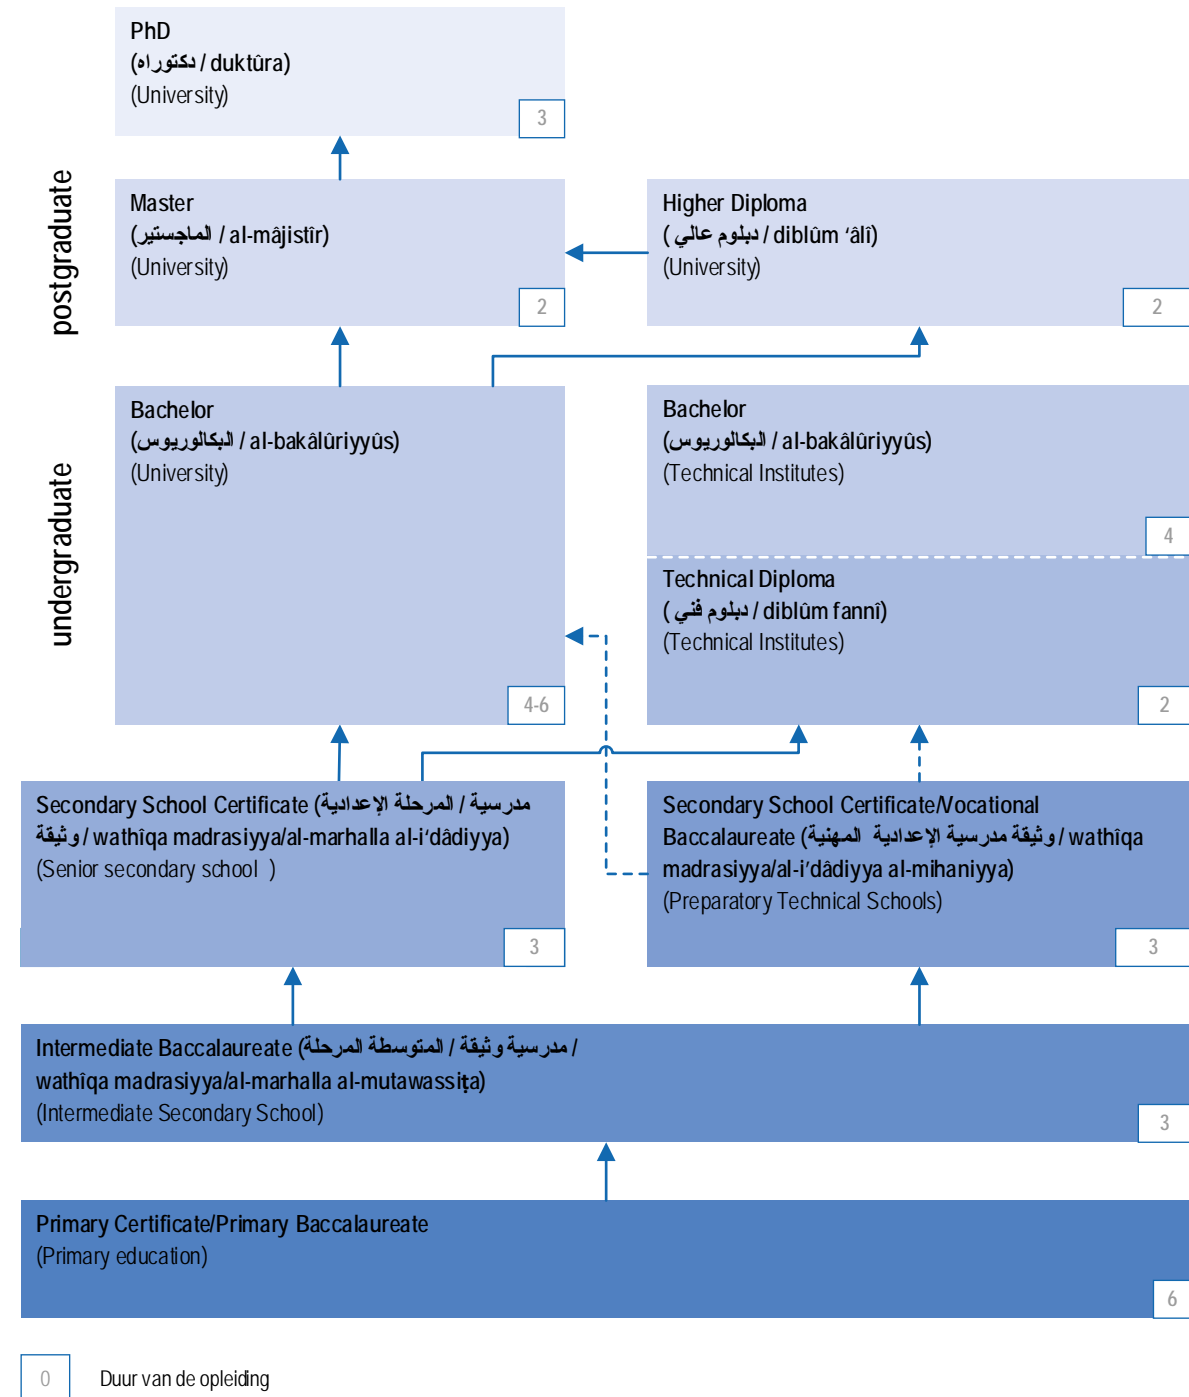 PhD
(دكتوراه / duktûra)
(University)
3
postgraduate
Master
(الماجستير / al-mâjistîr)
(University)
2
Higher Diploma
( دبلوم عالي / diblûm ‘âlî)
(University)
2
undergraduate
Bachelor
(البكالوريوس / al-bakâlûriyyûs)
(University)
4-6
Bachelor
(البكالوريوس / al-bakâlûriyyûs)
(Technical Institutes)
4
Technical Diploma
( دبلوم فني / diblûm fannî)
(Technical Institutes)
2
Secondary School Certificate (مدرسية / المرحلة الإعدادية
وثيقة / wathîqa madrasiyya/al-marhalla al-i‘dâdiyya)
(Senior secondary school )
3
Secondary School Certificate/Vocational
Baccalaureate (وثيقة مدرسية الإعدادية المهنية / wathîqa
madrasiyya/al-i’dâdiyya al-mihaniyya)
(Preparatory Technical Schools)
3
Intermediate Baccalaureate (مدرسية وثيقة / المتوسطة المرحلة /
wathîqa madrasiyya/al-marhalla al-mutawassiṭa)
(Intermediate Secondary School)
3
Primary Certificate/Primary Baccalaureate
(Primary education)
6
0
Duur van de opleiding